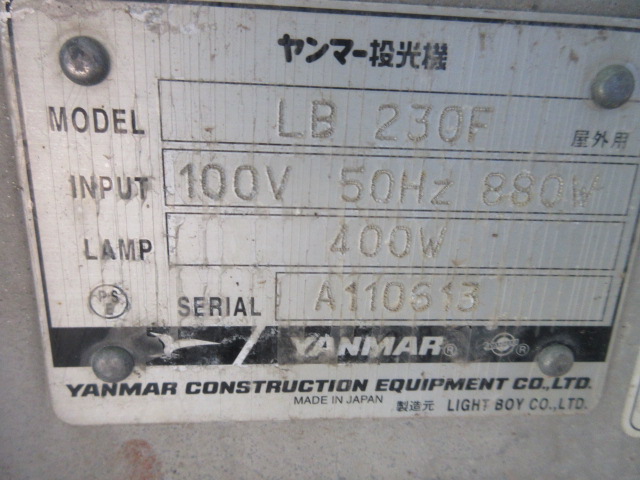 ヤンマー投光機
MODEL LB 230F 屋外用
INPUT 100V 50Hz 880W
LAMP 400W
PS E SERIAL A110613
YANMAR®
YANMAR CONSTRUCTION EQUIPMENT CO.,LTD.
MADE IN JAPAN 製造元 LIGHT BOY CO.,LTD.